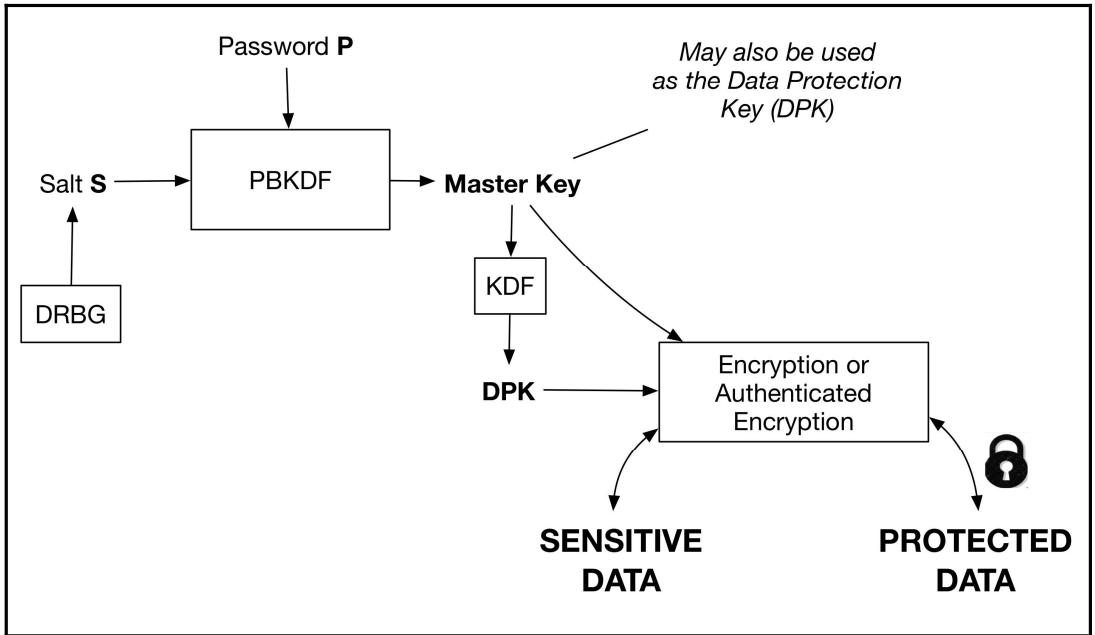 Password P
May also be used
as the Data Protection
Key (DPK)
Salt S
PBKDF
Master Key
KDF
DRBG
DPK
Encryption or
Authenticated
Encryption
SENSITIVE
DATA
PROTECTED
DATA